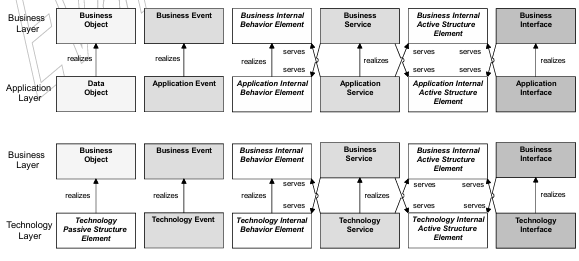 Business
Layer
Business
Object
Business Event
Business Internal
Behavior Element
Business
Service
Business Internal
Active Structure
Element
Business
Interface
realizes
realizes
realizes
serves
serves
realizes
serves
serves
serves
serves
realizes
Application
Layer
Data
Object
Application Event
Application Internal
Behavior Element
Application
Service
Application Internal
Active Structure
Element
Application
Interface
Business
Layer
Business
Object
Business Event
Business Internal
Behavior Element
Business
Service
Business Internal
Active Structure
Element
Business
Interface
realizes
realizes
realizes
serves
serves
realizes
serves
serves
serves
serves
realizes
Technology
Layer
Technology
Passive Structure
Element
Technology Event
Technology Internal
Behavior Element
Technology
Service
Technology Internal
Active Structure
Element
Technology
Interface